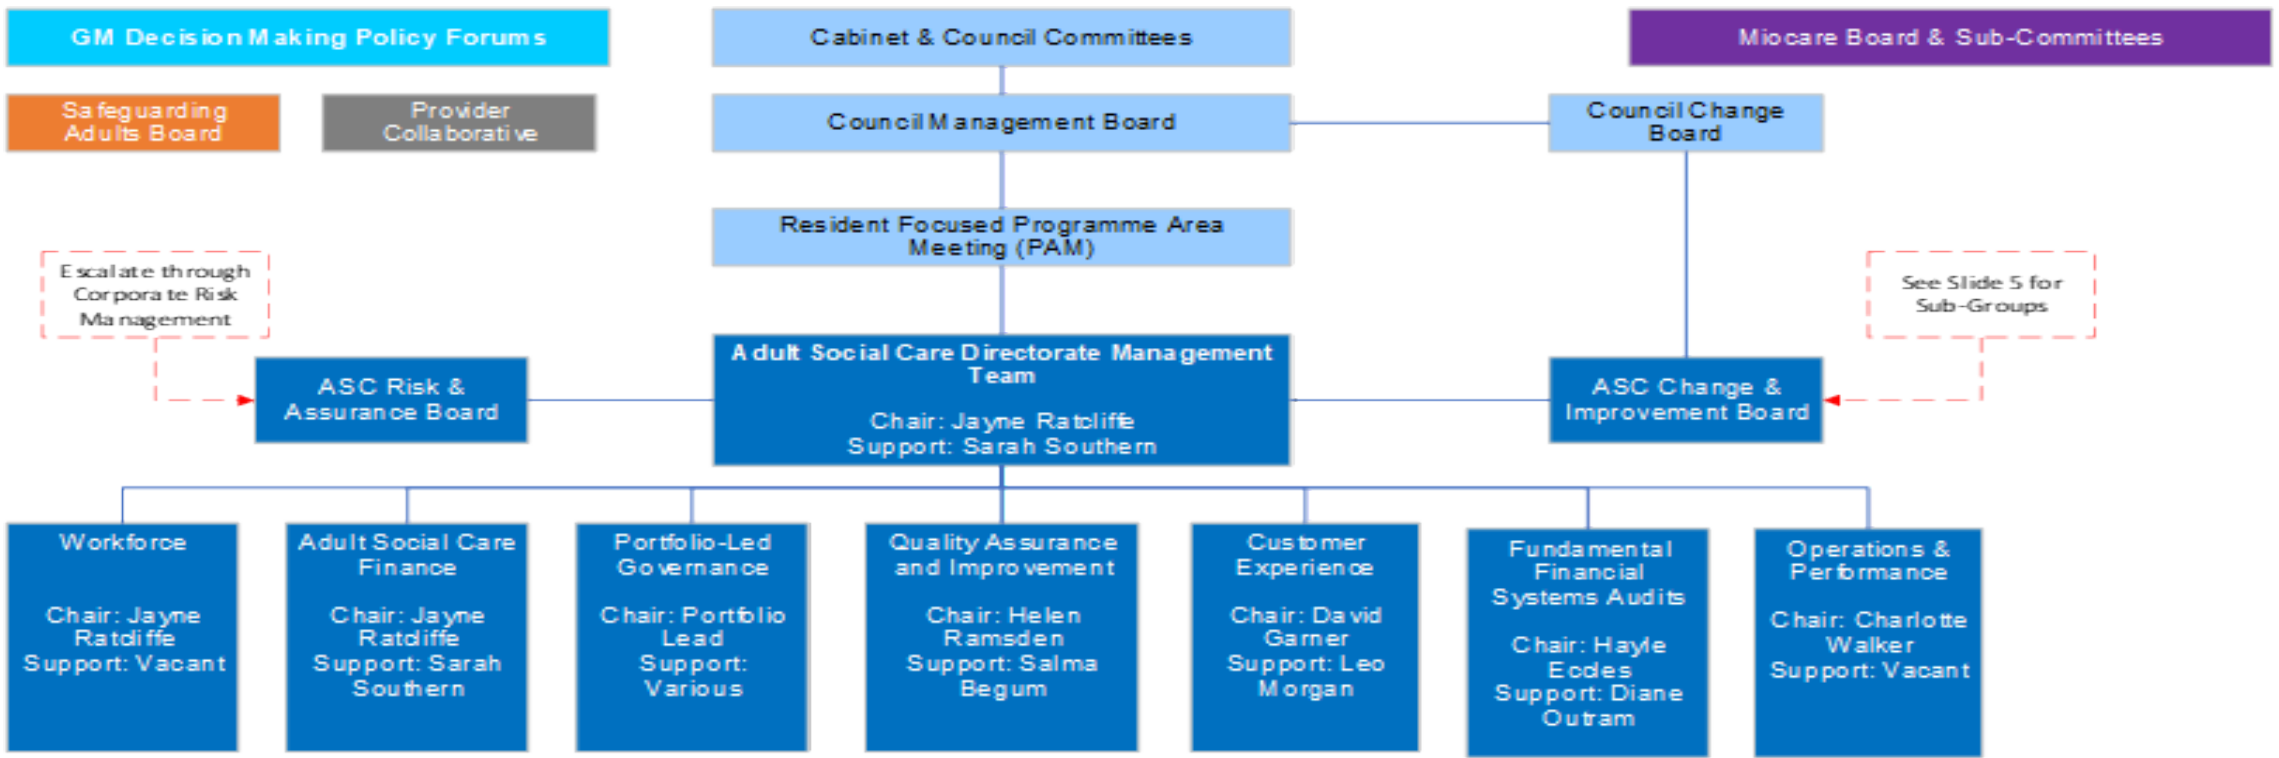 GM Decision Making Policy Forums
Cabinet & Council Committees
Miocare Board & Sub-Committees
Safeguarding
Adults Board
Provider
Collaborative
Council Management Board
Council Change
Board
Resident Focused Programme Area
Meeting (PAM)
Escalate through
Corporate Risk
Management
See Slide 5 for
Sub-Groups
ASC Risk &
Assurance Board
Adult Social Care Directorate Management
Team
Chair: Jayne Ratcliffe
Support: Sarah Southern
ASC Change &
Improvement Board
Workforce
Chair: Jayne
Ratcliffe
Support: Vacant
Adult Social Care
Finance
Chair: Jayne
Ratcliffe
Support: Sarah
Southern
Portfolio-Led
Governance
Chair: Portfolio
Lead
Support:
Various
Quality Assurance
and Improvement
Chair: Helen
Ramsden
Support: Salma
Begum
Customer
Experience
Chair: David
Garner
Support: Leo
Morgan
Fundamental
Financial
Systems Audits
Chair: Hayle
Eccles
Support: Diane
Outram
Operations &
Performance
Chair: Charlotte
Walker
Support: Vacant